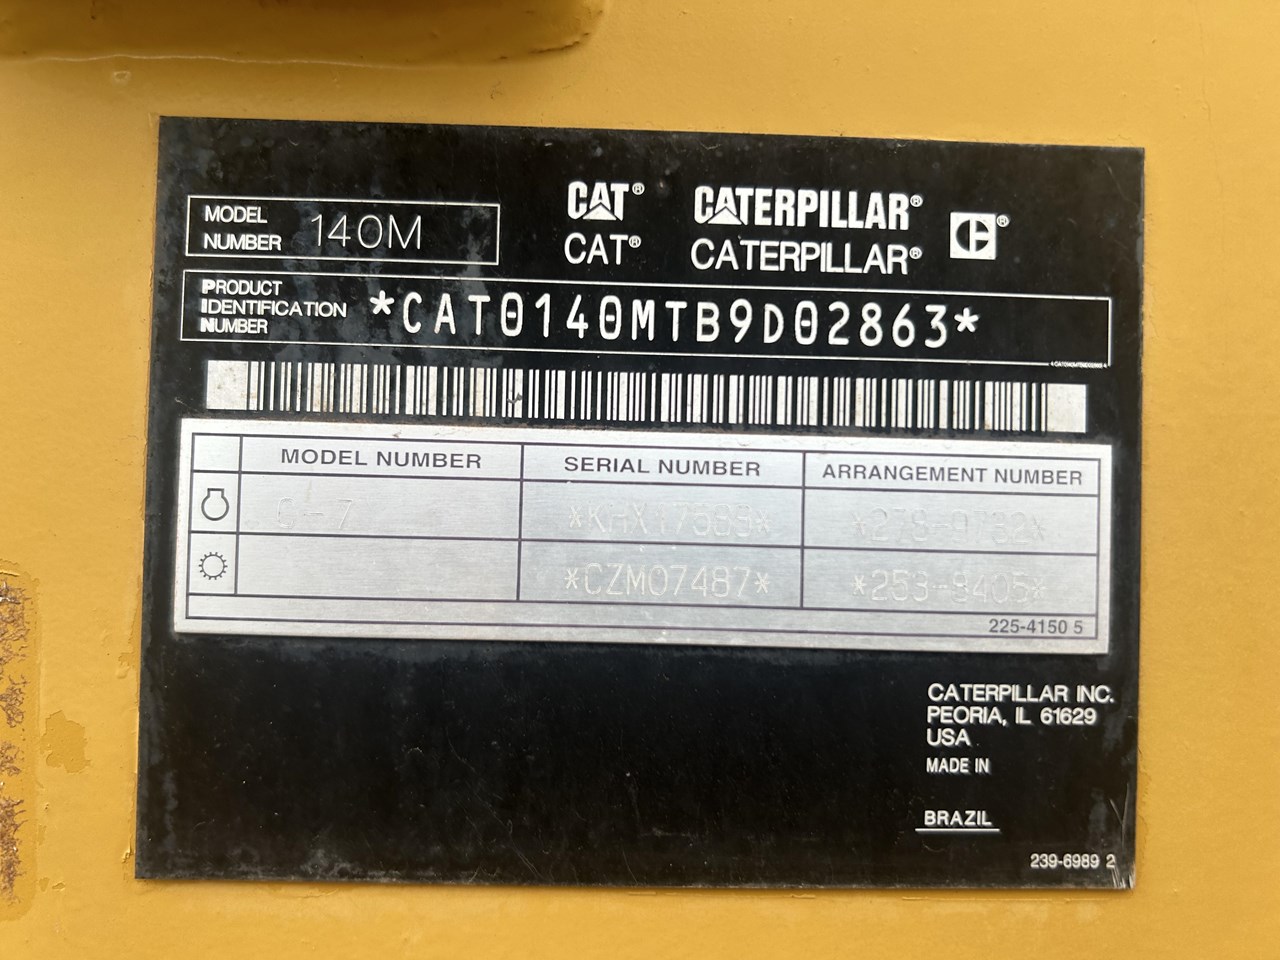 MODEL NUMBER 140M
CAT® CATERPILLAR® ®
CAT® CATERPILLAR®
PRODUCT IDENTIFICATION NUMBER *CAT0140MTB9D02863*
MODEL NUMBER SERIAL NUMBER ARRANGEMENT NUMBER
C-7
*CZM07487*
225-4150 5
CATERPILLAR INC.
PEORIA, IL 61629
USA
MADE IN
BRAZIL
239-6989 2